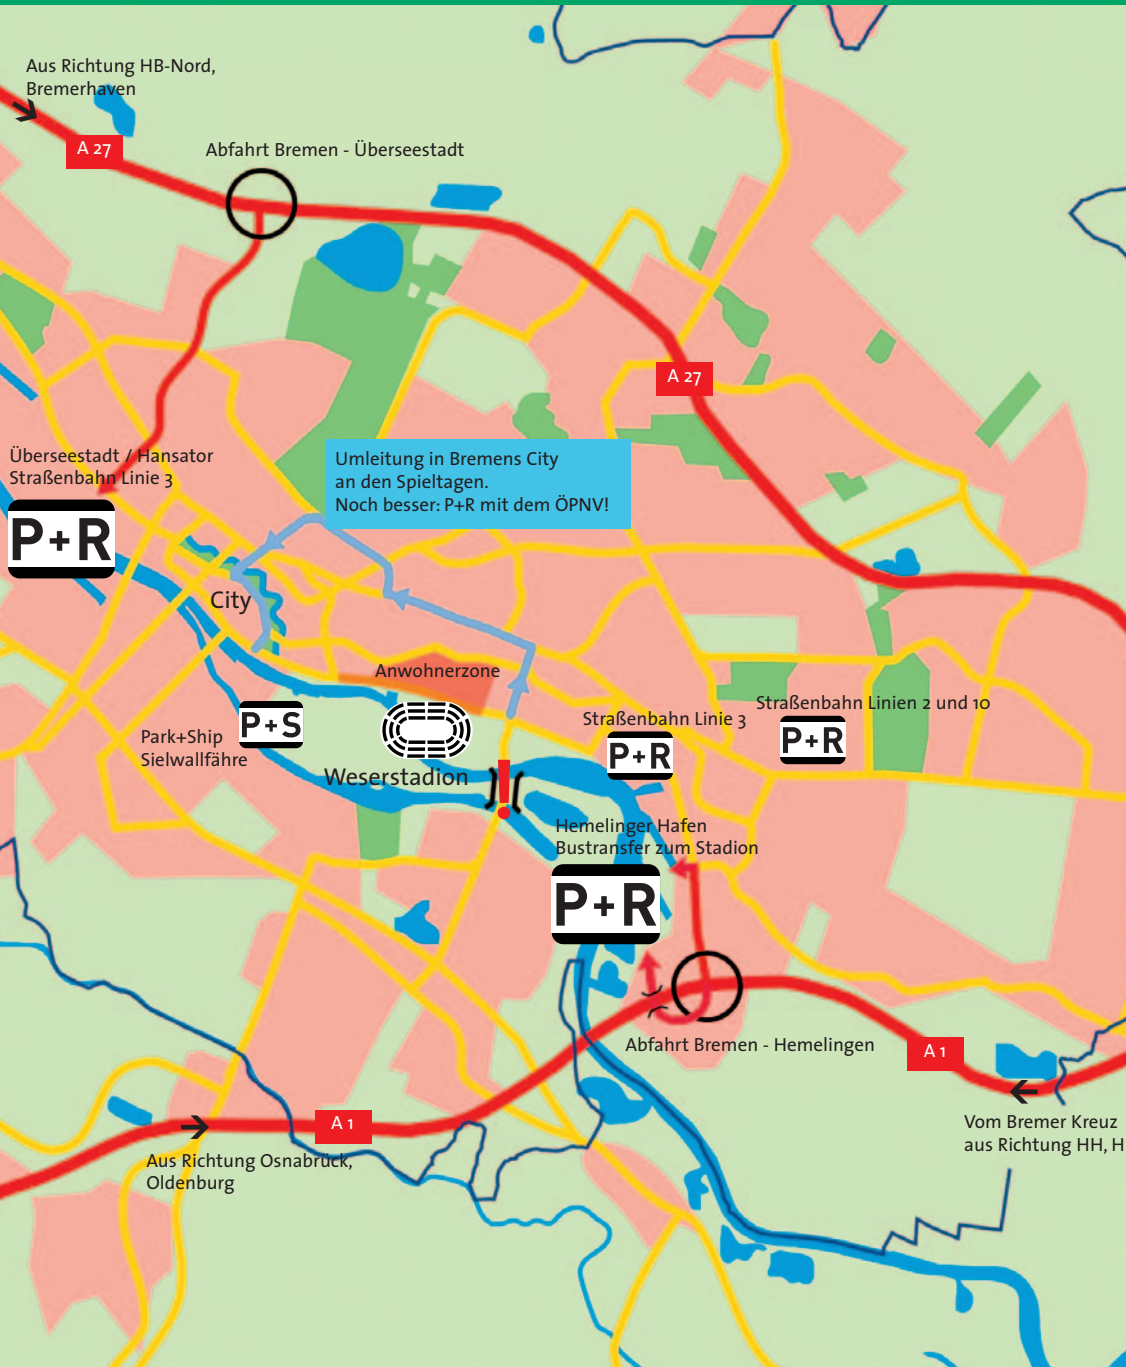 Aus Richtung HB-Nord,
Bremerhaven
A 27
Abfahrt Bremen - Überseestadt
A 27
Überseestadt / Hansator
Straßenbahn Linie 3
P+R
Umleitung in Bremens City
an den Spieltagen.
Noch besser: P+R mit dem ÖPNV!
City
Anwohnerzone
Park+Ship
Sielwallfähre
P+S
Weserstadion
!
Straßenbahn Linie 3
P+R
Straßenbahn Linien 2 und 10
P+R
Hemelinger Hafen
Bustransfer zum Stadion
P+R
Abfahrt Bremen - Hemelingen
A 1
Vom Bremer Kreuz
aus Richtung HH, H
A 1
Aus Richtung Osnabrück,
Oldenburg